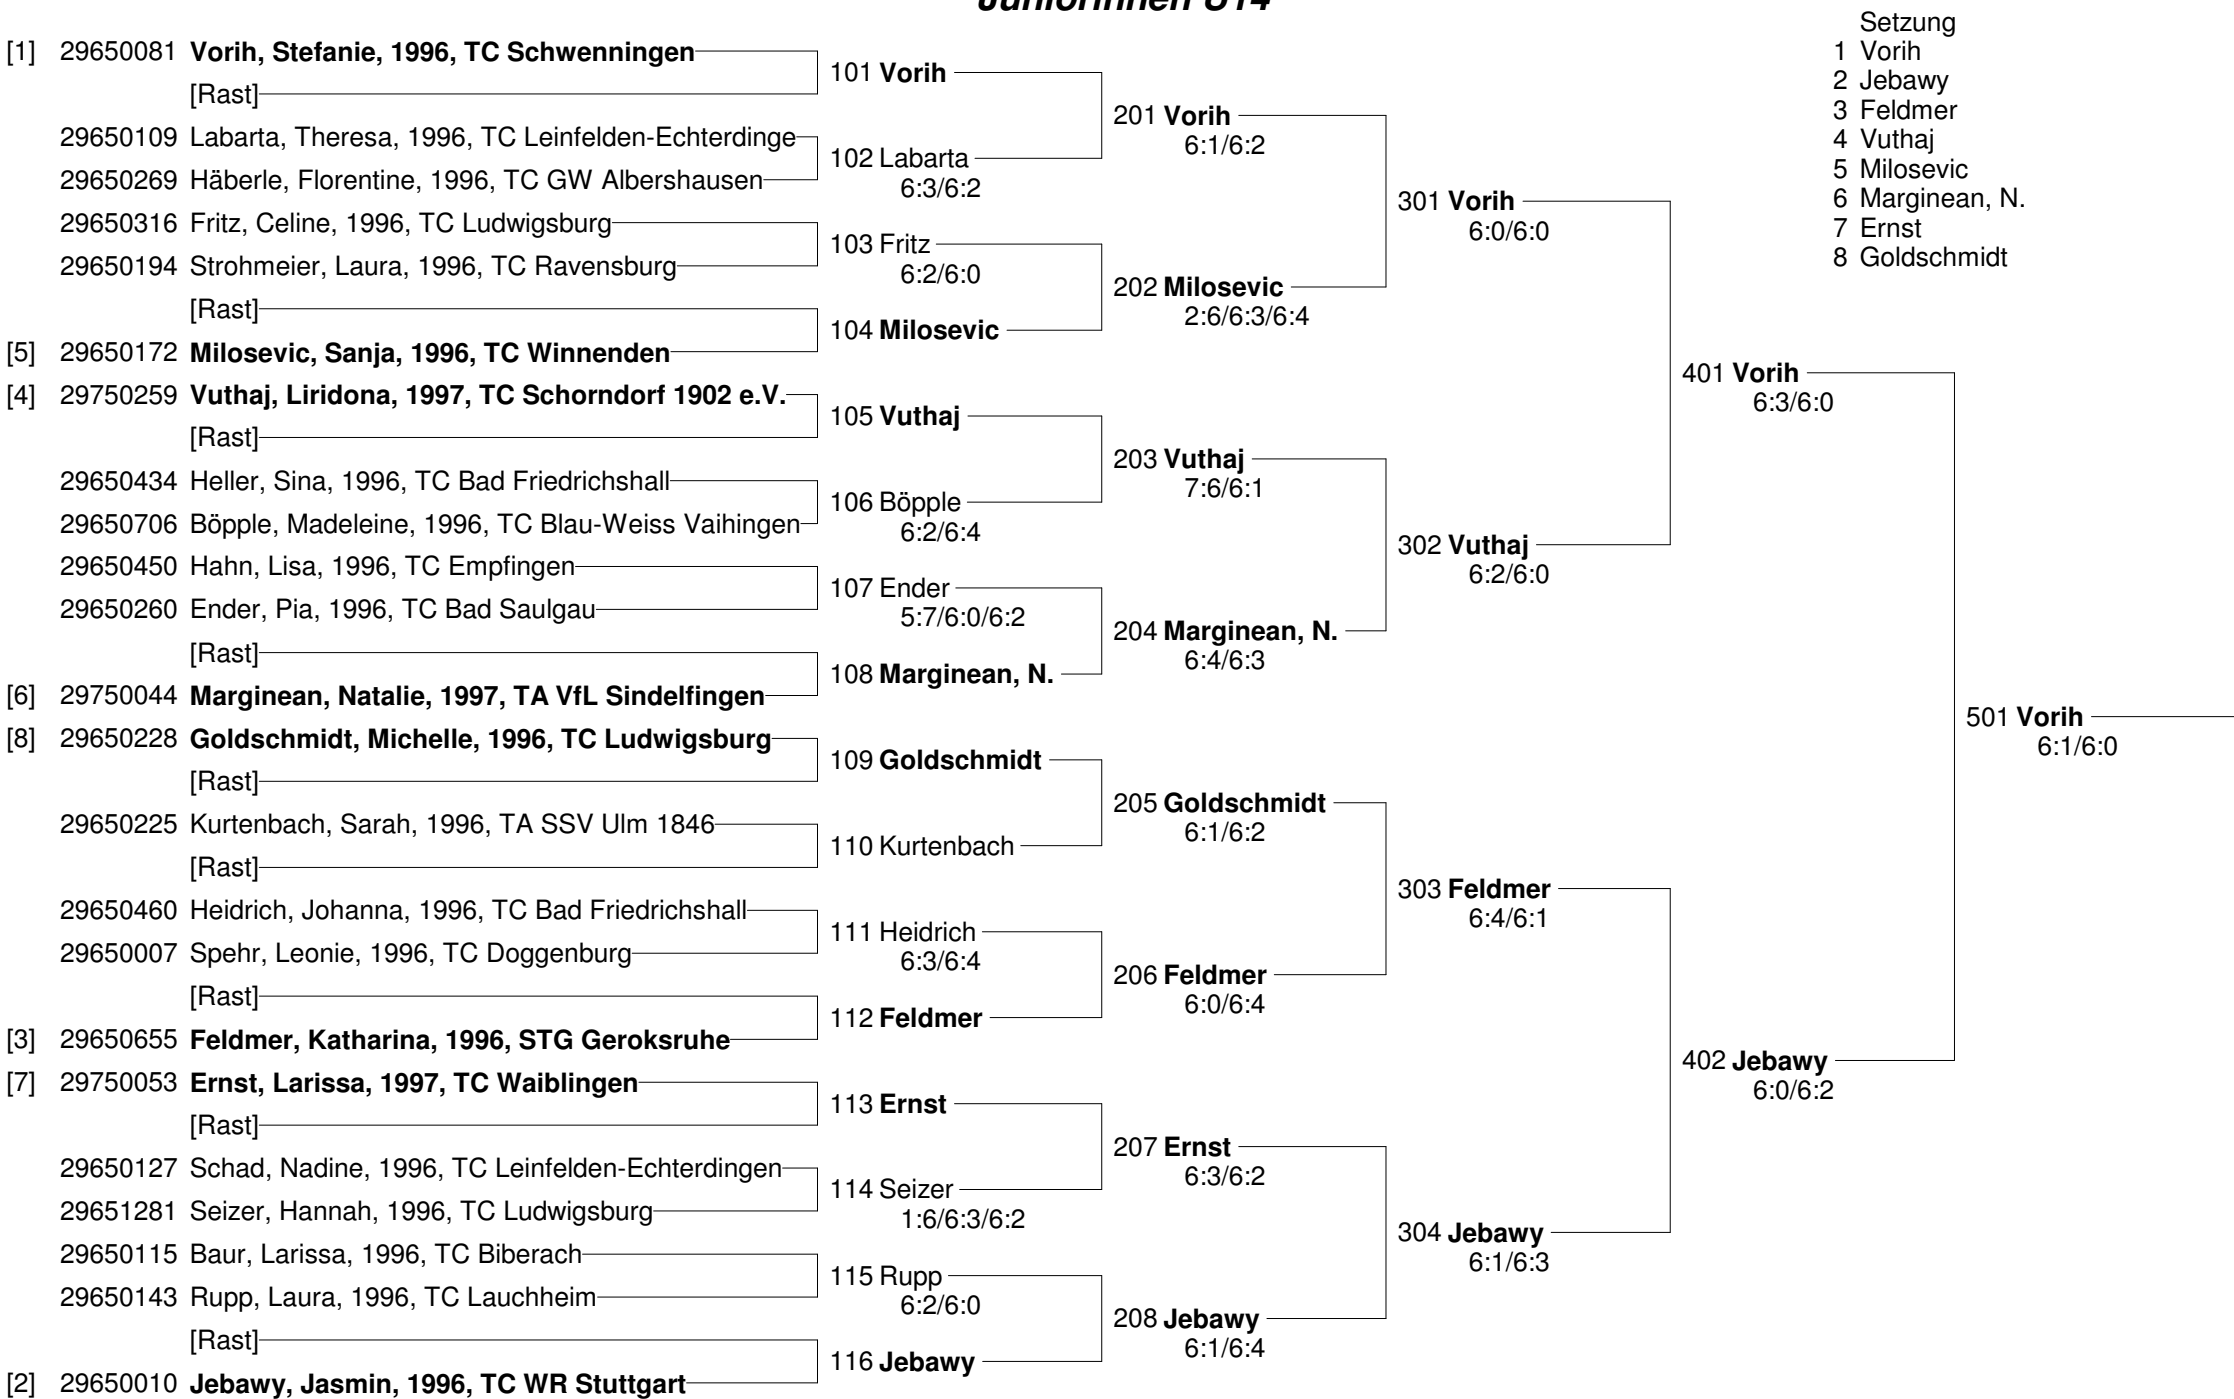 Juniorinnen U14
Setzung
1 Vorih
2 Jebawy
3 Feldmer
4 Vuthaj
5 Milosevic
6 Marginean, N.
7 Ernst
8 Goldschmidt
[1] 29650081 Vorih, Stefanie, 1996, TC Schwenningen
[Rast]
29650109 Labarta, Theresa, 1996, TC Leinfelden-Echterdinge
29650269 Häberle, Florentine, 1996, TC GW Albershausen
29650316 Fritz, Celine, 1996, TC Ludwigsburg
29650194 Strohmeier, Laura, 1996, TC Ravensburg
[Rast]
[5] 29650172 Milosevic, Sanja, 1996, TC Winnenden
[4] 29750259 Vuthaj, Liridona, 1997, TC Schorndorf 1902 e.V.
[Rast]
29650434 Heller, Sina, 1996, TC Bad Friedrichshall
29650706 Böpple, Madeleine, 1996, TC Blau-Weiss Vaihingen
29650450 Hahn, Lisa, 1996, TC Empfingen
29650260 Ender, Pia, 1996, TC Bad Saulgau
[Rast]
[6] 29750044 Marginean, Natalie, 1997, TA VfL Sindelfingen
[8] 29650228 Goldschmidt, Michelle, 1996, TC Ludwigsburg
[Rast]
29650225 Kurtenbach, Sarah, 1996, TA SSV Ulm 1846
[Rast]
29650460 Heidrich, Johanna, 1996, TC Bad Friedrichshall
29650007 Spehr, Leonie, 1996, TC Doggenburg
[Rast]
[3] 29650655 Feldmer, Katharina, 1996, STG Geroksruhe
[7] 29750053 Ernst, Larissa, 1997, TC Waiblingen
[Rast]
29650127 Schad, Nadine, 1996, TC Leinfelden-Echterdingen
29651281 Seizer, Hannah, 1996, TC Ludwigsburg
29650115 Baur, Larissa, 1996, TC Biberach
29650143 Rupp, Laura, 1996, TC Lauchheim
[Rast]
[2] 29650010 Jebawy, Jasmin, 1996, TC WR Stuttgart
101 Vorih
102 Labarta
6:3/6:2
103 Fritz
6:2/6:0
104 Milosevic
105 Vuthaj
106 Böpple
6:2/6:4
107 Ender
5:7/6:0/6:2
108 Marginean, N.
109 Goldschmidt
110 Kurtenbach
111 Heidrich
6:3/6:4
112 Feldmer
113 Ernst
114 Seizer
1:6/6:3/6:2
115 Rupp
6:2/6:0
116 Jebawy
201 Vorih
6:1/6:2
202 Milosevic
2:6/6:3/6:4
203 Vuthaj
7:6/6:1
204 Marginean, N.
6:4/6:3
205 Goldschmidt
6:1/6:2
206 Feldmer
6:0/6:4
207 Ernst
6:3/6:2
208 Jebawy
6:1/6:4
301 Vorih
6:0/6:0
302 Vuthaj
6:2/6:0
303 Feldmer
6:4/6:1
304 Jebawy
6:1/6:3
401 Vorih
6:3/6:0
402 Jebawy
6:0/6:2
501 Vorih
6:1/6:0